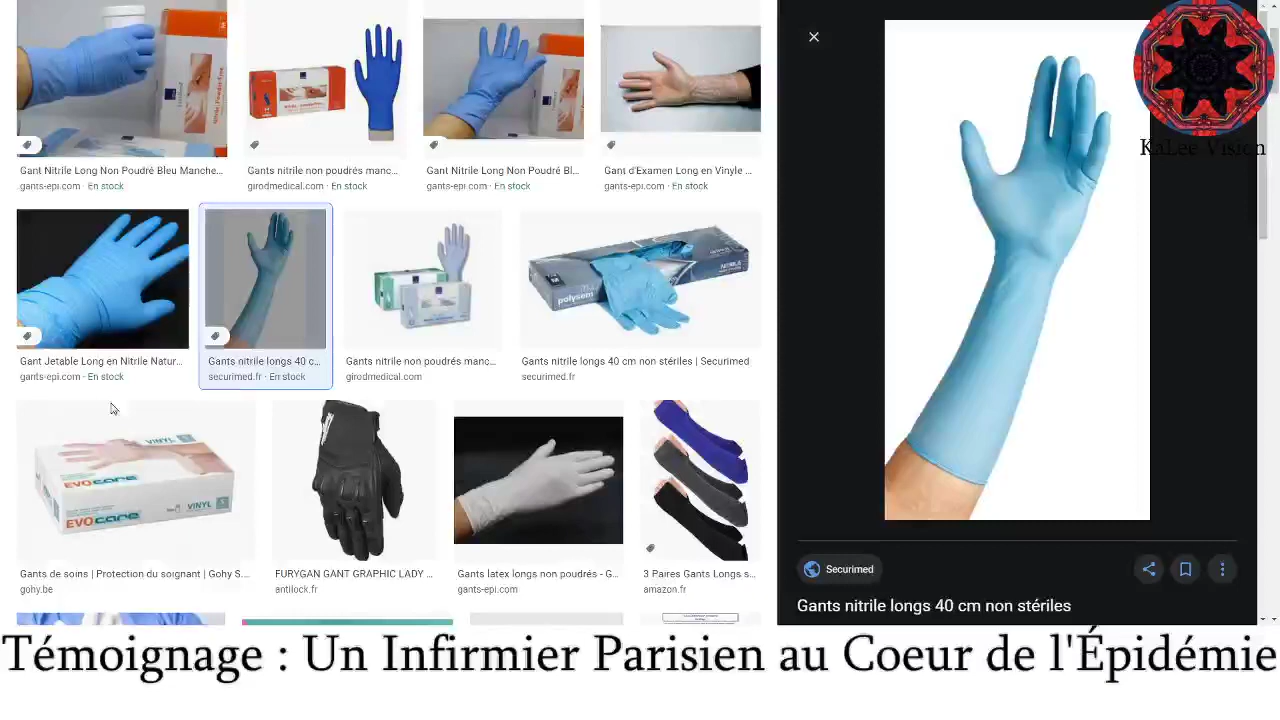 KaLee Vision
Gant Nitrile Long Non Poudré Bleu Manche...
gants-epi.com · En stock
Gants nitrile non poudrés manc...
girodmedical.com · En stock
Gant Nitrile Long Non Poudré Bl...
gants-epi.com · En stock
Gant d'Examen Long en Vinyle ...
gants-epi.com · En stock
polysem
Gant Jetable Long en Nitrile Natur...
gants-epi.com · En stock
Gants nitrile longs 40 c...
securimed.fr · En stock
Gants nitrile non poudrés manc...
girodmedical.com
Gants nitrile longs 40 cm non stériles | Securimed
securimed.fr
VINYL
EVOcare
VINYL
EVOcare
Gants de soins | Protection du soignant | Gohy S...
gohy.be
FURYGAN GANT GRAPHIC LADY ...
antilock.fr
Gants latex longs non poudrés - G...
gants-epi.com
3 Paires Gants Longs s...
amazon.fr
Securimed
Gants nitrile longs 40 cm non stériles
Témoignage : Un Infirmier Parisien au Coeur de l'Épidémie